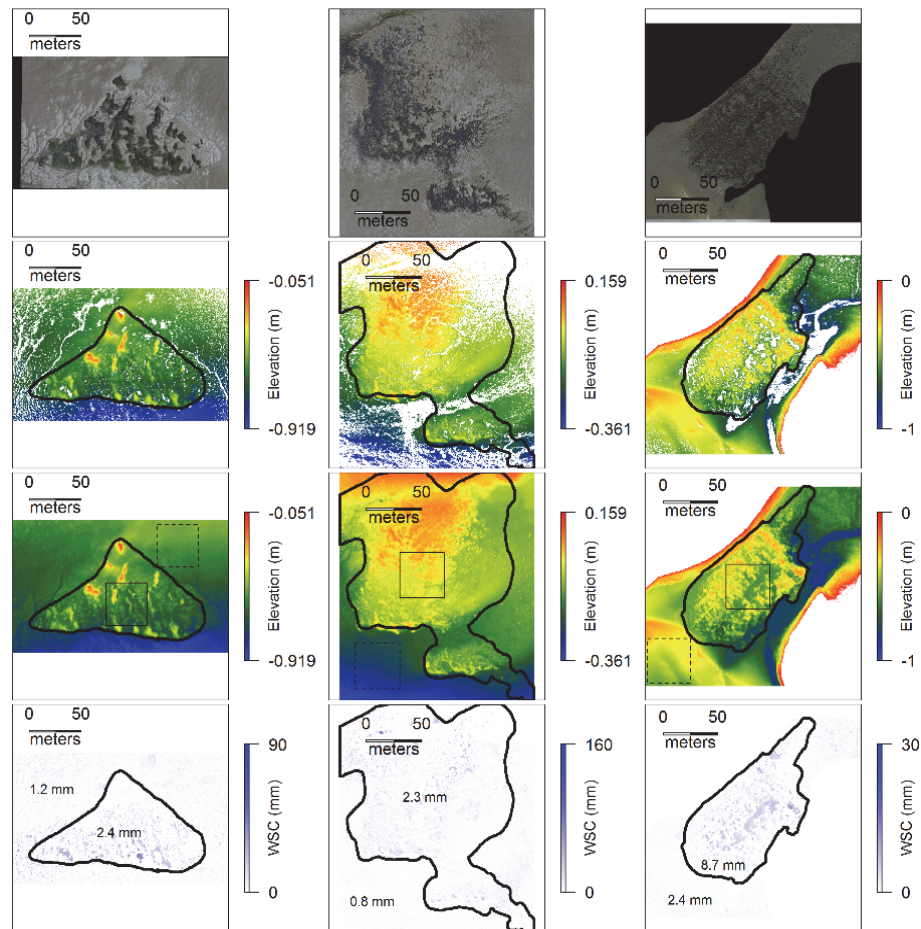 0 50
meters
0 50
meters
0 50
meters
0 50
meters
-0.051
Elevation (m)
-0.919
0 50
meters
0.159
Elevation (m)
-0.361
0 50
meters
0
Elevation (m)
-1
0 50
meters
-0.051
Elevation (m)
-0.919
0 50
meters
0.159
Elevation (m)
-0.361
0 50
meters
0
Elevation (m)
-1
0 50
meters
1.2 mm
2.4 mm
90
WSC (mm)
0
0 50
meters
2.3 mm
0.8 mm
160
WSC (mm)
0
0 50
meters
8.7 mm
2.4 mm
30
WSC (mm)
0